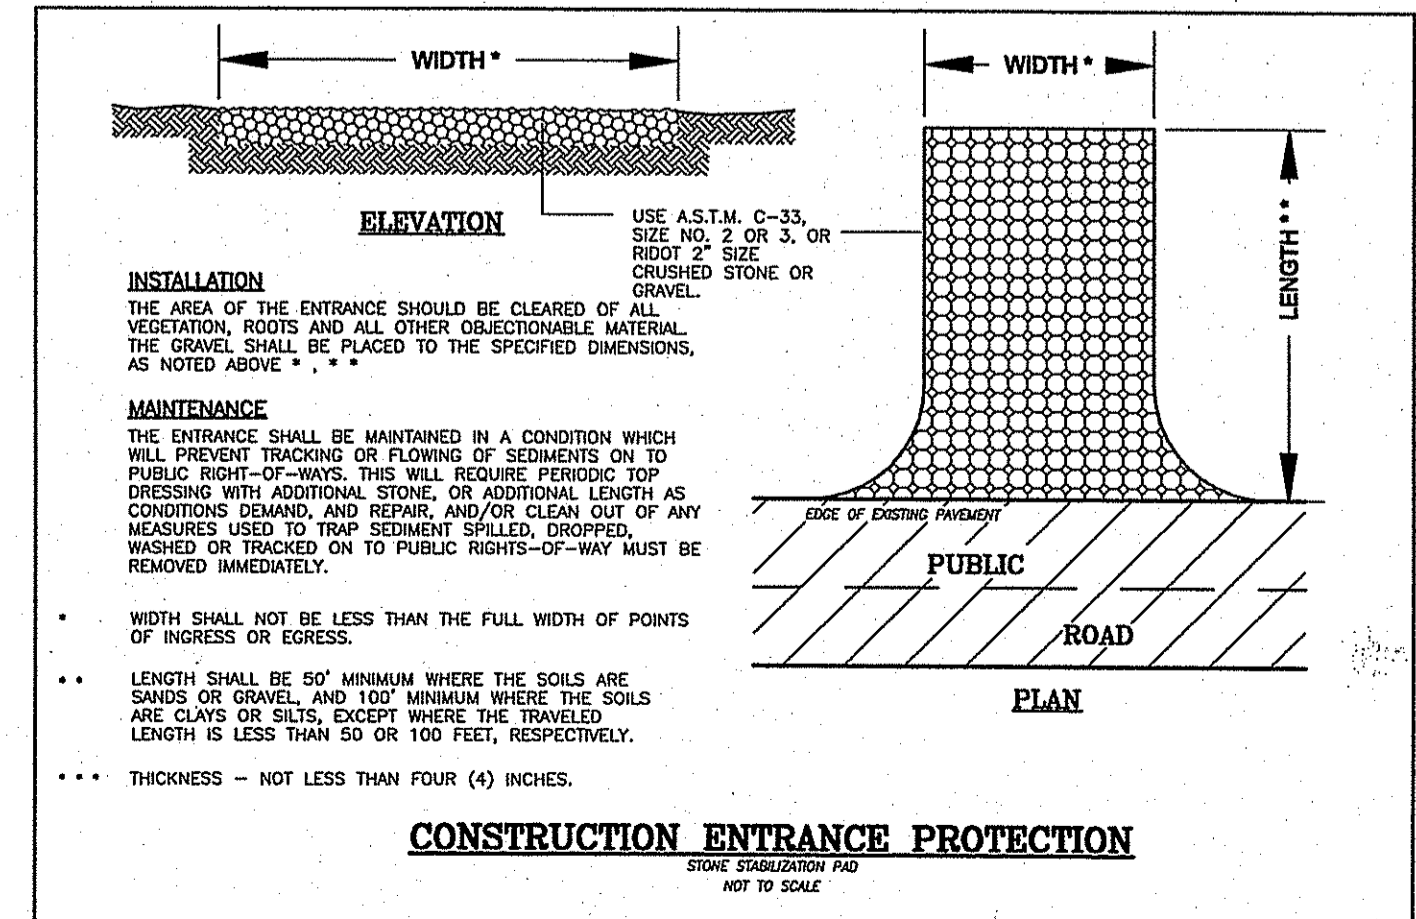 WIDTH *
WIDTH *
LENGTH * *
ELEVATION
USE A.S.T.M. C-33,
SIZE NO. 2 OR 3, OR
RIDOT 2" SIZE
CRUSHED STONE OR
GRAVEL.
INSTALLATION
THE AREA OF THE ENTRANCE SHOULD BE CLEARED OF ALL
VEGETATION, ROOTS AND ALL OTHER OBJECTIONABLE MATERIAL.
THE GRAVEL SHALL BE PLACED TO THE SPECIFIED DIMENSIONS,
AS NOTED ABOVE * , * *
MAINTENANCE
THE ENTRANCE SHALL BE MAINTAINED IN A CONDITION WHICH
WILL PREVENT TRACKING OR FLOWING OF SEDIMENTS ON TO
PUBLIC RIGHT-OF-WAYS. THIS WILL REQUIRE PERIODIC TOP
DRESSING WITH ADDITIONAL STONE, OR ADDITIONAL LENGTH AS
CONDITIONS DEMAND, AND REPAIR, AND/OR CLEAN OUT OF ANY
MEASURES USED TO TRAP SEDIMENT SPILLED, DROPPED,
WASHED OR TRACKED ON TO PUBLIC RIGHTS-OF-WAY MUST BE
REMOVED IMMEDIATELY.
* WIDTH SHALL NOT BE LESS THAN THE FULL WIDTH OF POINTS
OF INGRESS OR EGRESS.
* * LENGTH SHALL BE 50' MINIMUM WHERE THE SOILS ARE
SANDS OR GRAVEL, AND 100' MINIMUM WHERE THE SOILS
ARE CLAYS OR SILTS, EXCEPT WHERE THE TRAVELED
LENGTH IS LESS THAN 50 OR 100 FEET, RESPECTIVELY.
* * * THICKNESS - NOT LESS THAN FOUR (4) INCHES.
EDGE OF EXISTING PAVEMENT
PUBLIC
ROAD
PLAN
CONSTRUCTION ENTRANCE PROTECTION
STONE STABILIZATION PAD
NOT TO SCALE